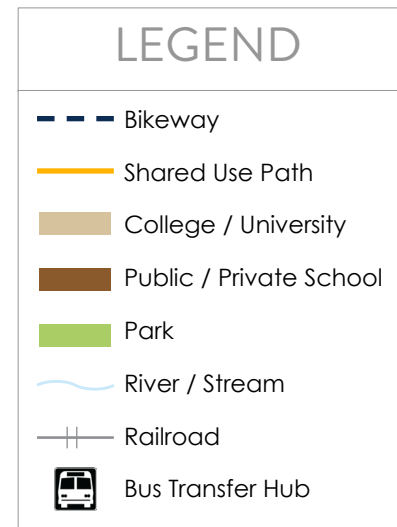 LEGEND
Bikeway
Shared Use Path
College / University
Public / Private School
Park
River / Stream
Railroad
Bus Transfer Hub